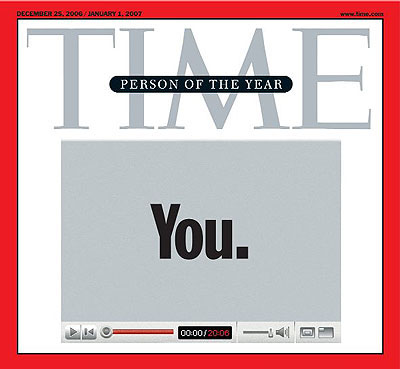 DECEMBER 25, 2006 / JANUARY 1, 2007 www.time.com
TIME
PERSON OF THE YEAR
You.
00:00/20:06